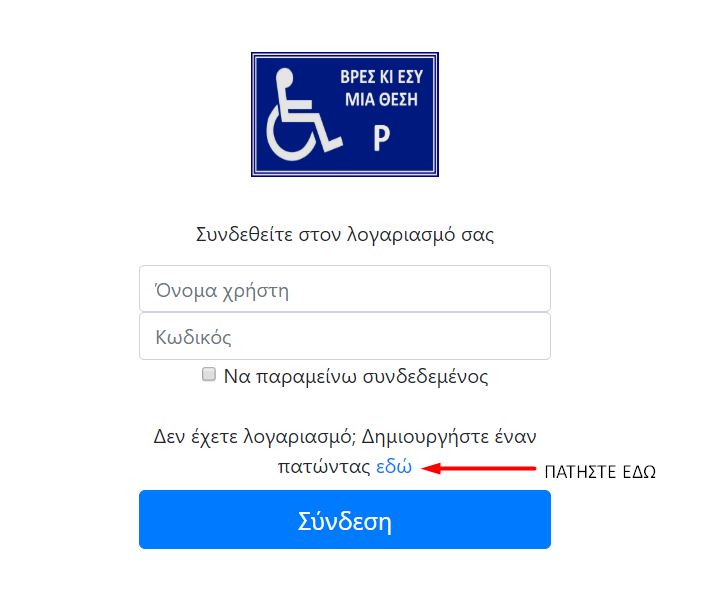 ΒΡΕΣ ΚΙ ΕΣΥ
ΜΙΑ ΘΕΣΗ
P
Συνδεθείτε στον λογαριασμό σας
Όνομα χρήστη
Κωδικός
Να παραμείνω συνδεδεμένος
Δεν έχετε λογαριασμό; Δημιουργήστε έναν
πατώντας εδώ
ΠΑΤΗΣΤΕ ΕΔΩ
Σύνδεση